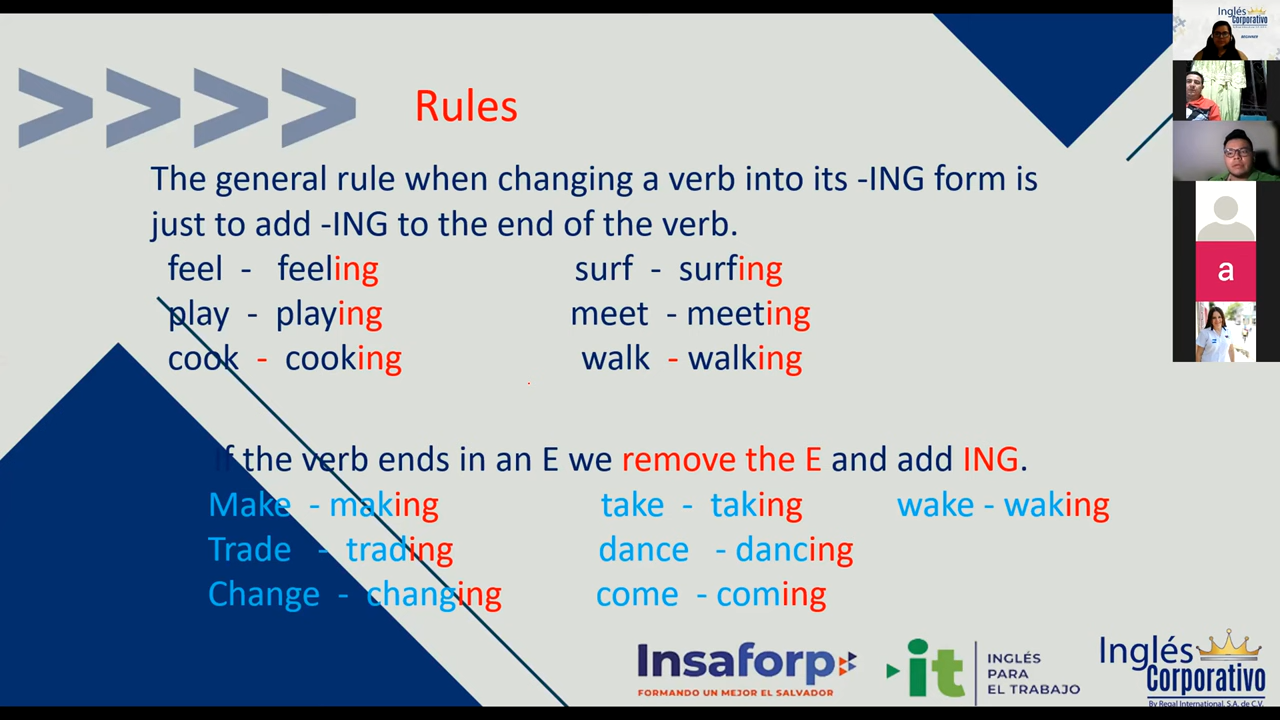 Rules
The general rule when changing a verb into its -ING form is
just to add -ING to the end of the verb.
feel - feeling surf - surfing
play - playing meet - meeting
cook - cooking walk - walking
If the verb ends in an E we remove the E and add ING.
Make - making take - taking wake - waking
Trade - trading dance - dancing
Change - changing come - coming
Insaforp
FORMANDO UN MEJOR EL SALVADOR
it
INGLÉS
PARA
EL TRABAJO
Inglés
Corporativo
By Regal International, S.A. de C.V.
Inglés
Corporativo
BEGINNER
a